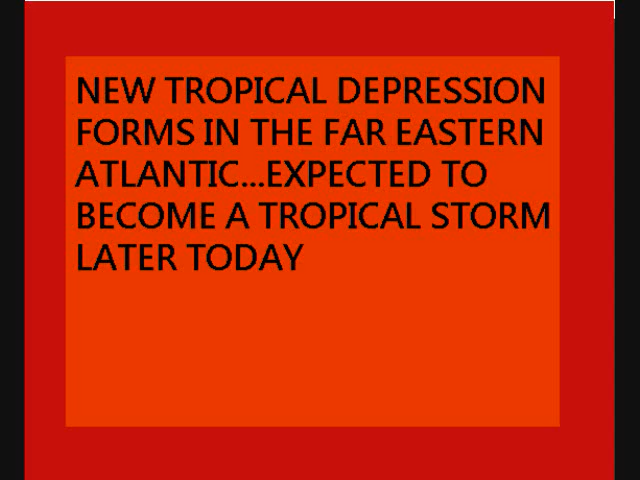 NEW TROPICAL DEPRESSION
FORMS IN THE FAR EASTERN
ATLANTIC...EXPECTED TO
BECOME A TROPICAL STORM
LATER TODAY